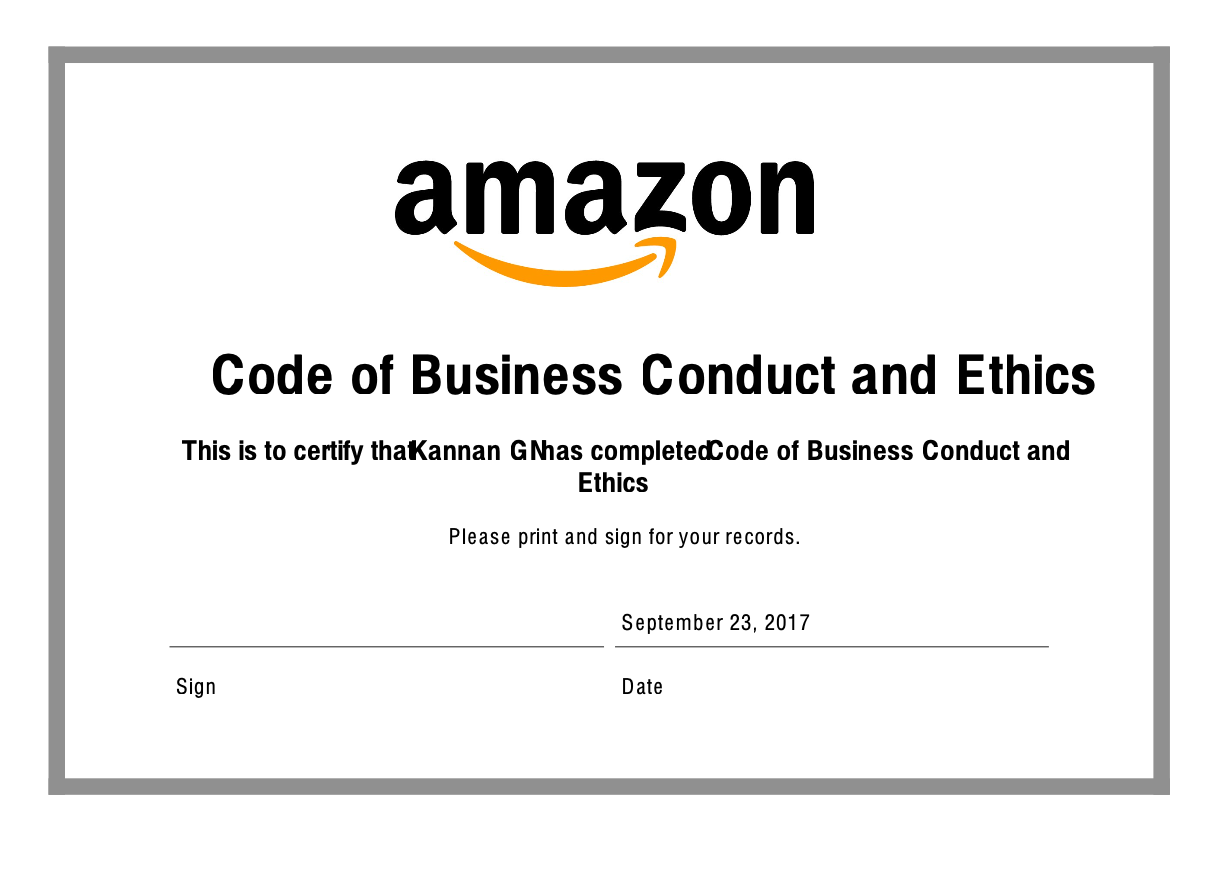 amazon
Code of Business Conduct and Ethics
This is to certify that Kannan G N has completed Code of Business Conduct and
Ethics
Please print and sign for your records.
September 23, 2017
Sign Date